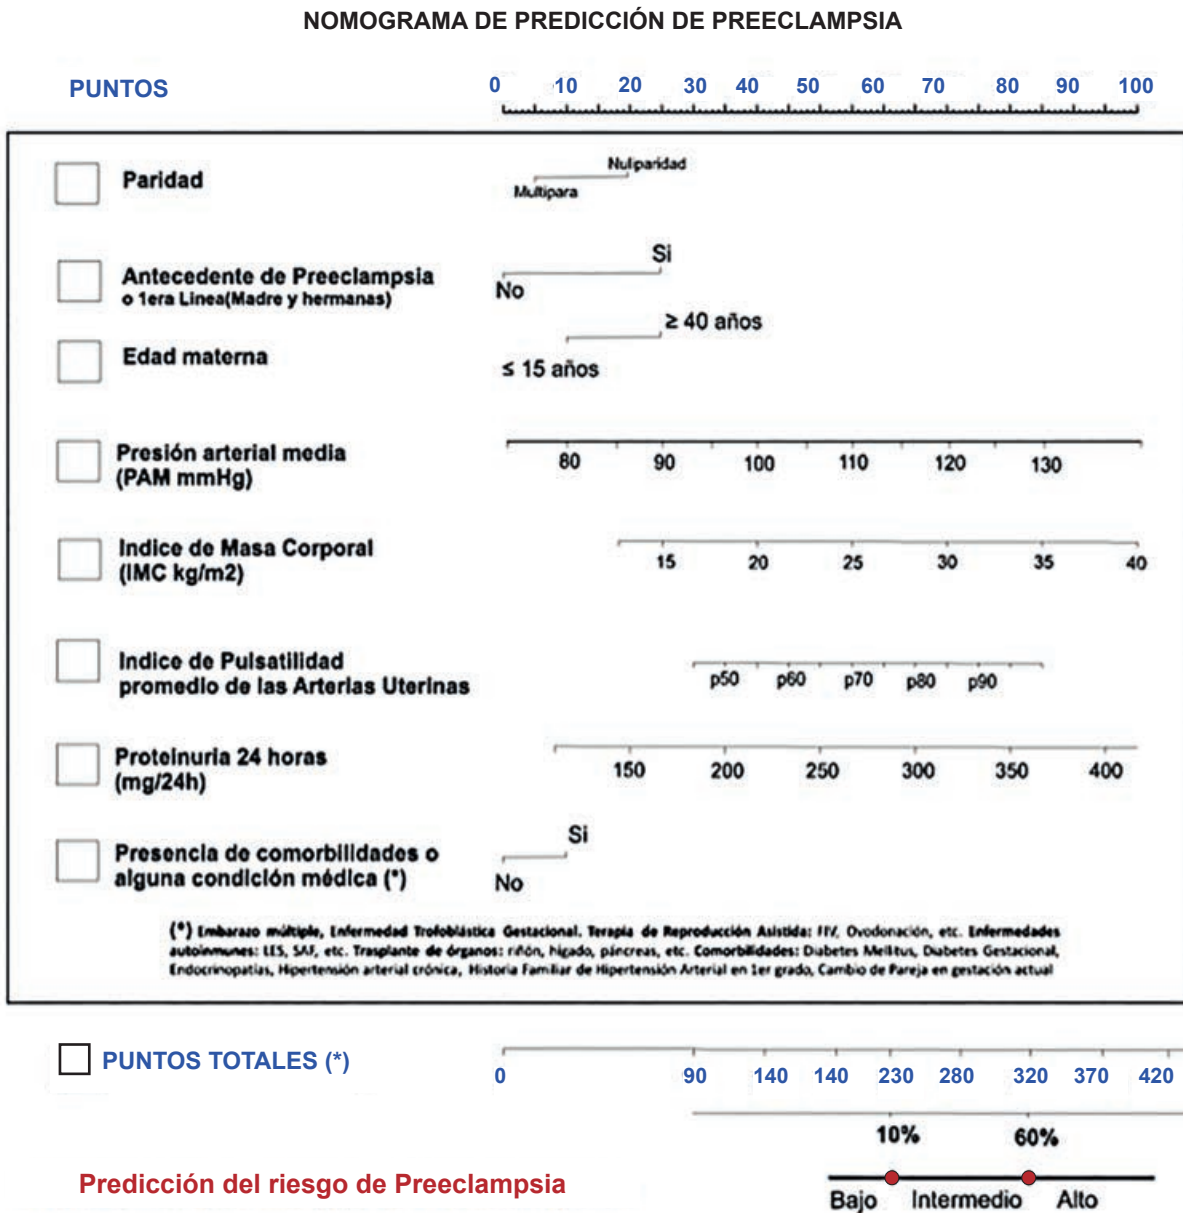 NOMOGRAMA DE PREDICCIÓN DE PREECLAMPSIA
PUNTOS
0 10 20 30 40 50 60 70 80 90 100
Paridad
Nuliparidad
Multipara
Antecedente de Preeclampsia
o 1era Linea(Madre y hermanas)
Si
No
Edad materna
≥ 40 años
≤ 15 años
Presión arterial media
(PAM mmHg)
80 90 100 110 120 130
Indice de Masa Corporal
(IMC kg/m2)
15 20 25 30 35 40
Indice de Pulsatilidad
promedio de las Arterias Uterinas
p50 p60 p70 p80 p90
Proteinuria 24 horas
(mg/24h)
150 200 250 300 350 400
Presencia de comorbilidades o
alguna condición médica (*)
Si
No
(*) Embarazo múltiple, Enfermedad Trofoblástica Gestacional. Terapia de Reproducción Asistida: FIV, Ovodonación, etc. Enfermedades
autoinmunes: LES, SAF, etc. Trasplante de órganos: riñón, hígado, páncreas, etc. Comorbilidades: Diabetes Mellitus, Diabetes Gestacional,
Endocrinopatías, Hipertensión arterial crónica, Historia Familiar de Hipertensión Arterial en 1er grado, Cambio de Pareja en gestación actual
PUNTOS TOTALES (*)
0 90 140 140 230 280 320 370 420
10% 60%
Predicción del riesgo de Preeclampsia
Bajo Intermedio Alto